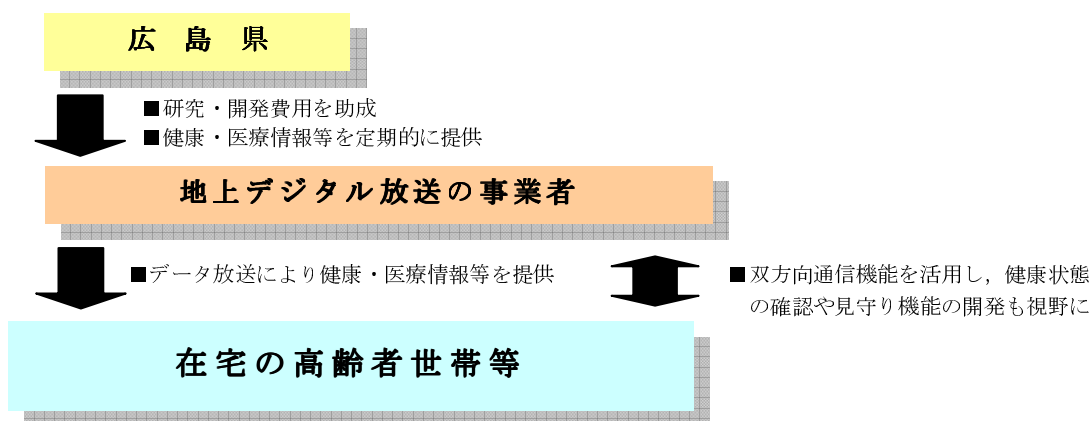 広 島 県
■研究・開発費用を助成
■健康・医療情報等を定期的に提供
地上デジタル放送の事業者
■データ放送により健康・医療情報等を提供
■双方向通信機能を活用し，健康状態
の確認や見守り機能の開発も視野に
在宅の高齢者世帯等